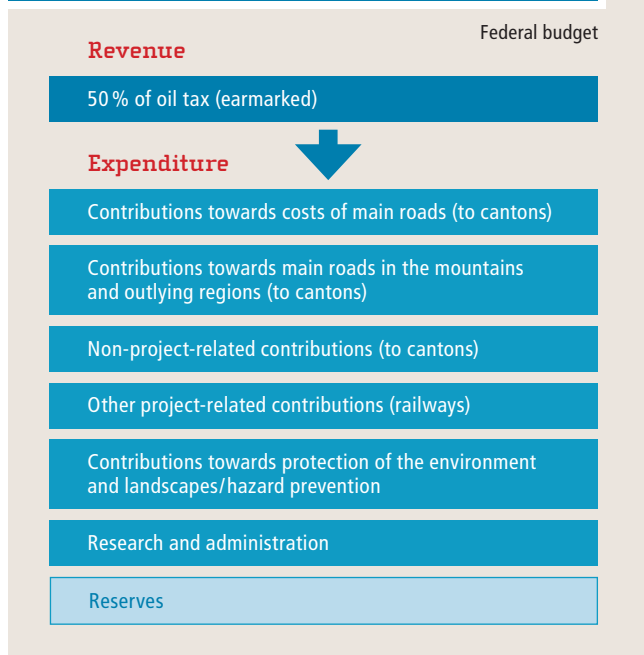 Federal budget
Revenue
50 % of oil tax (earmarked)
Expenditure
Contributions towards costs of main roads (to cantons)
Contributions towards main roads in the mountains
and outlying regions (to cantons)
Non-project-related contributions (to cantons)
Other project-related contributions (railways)
Contributions towards protection of the environment
and landscapes/hazard prevention
Research and administration
Reserves